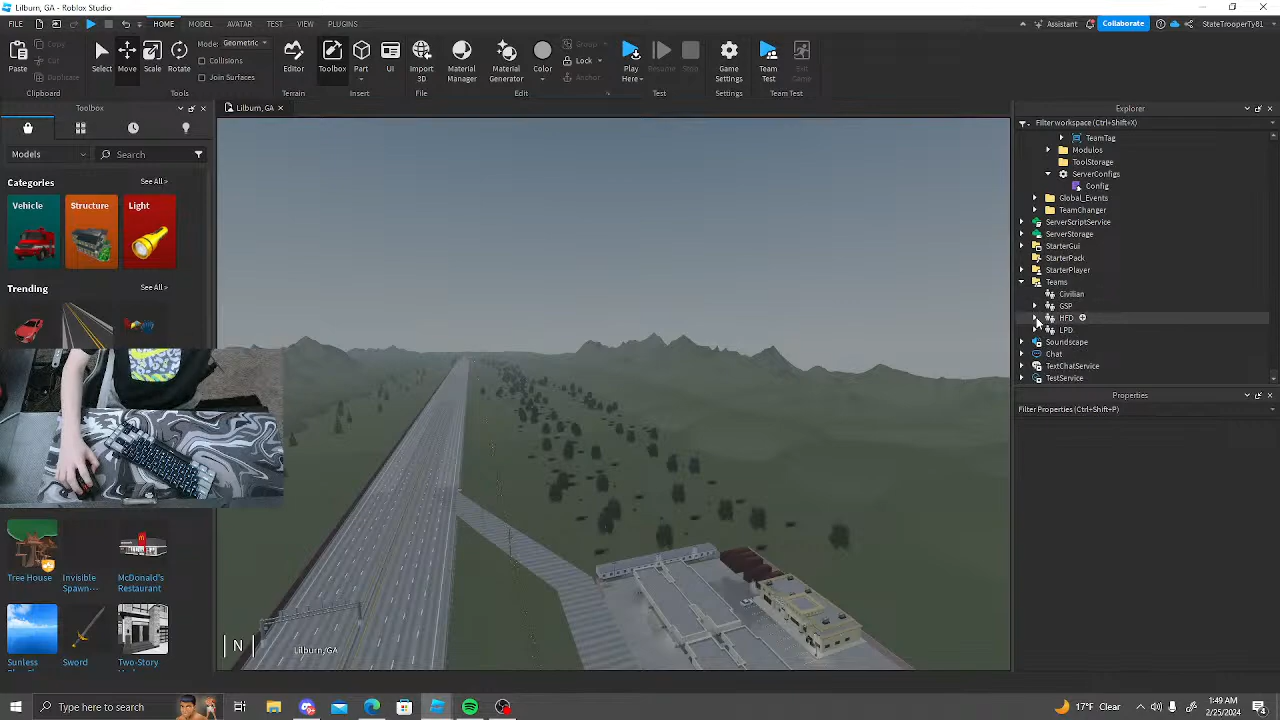 Lilburn, GA - Roblox Studio
FILE HOME MODEL AVATAR TEST VIEW PLUGINS Assistant Collaborate StateTrooperTy81
Paste Copy Cut Duplicate Select Move Scale Rotate Mode: Geometric Collisions Join Surfaces Editor Toolbox Part UI Import 3D Material Manager Material Generator Color Group Lock Anchor Play Here Resume Stop Game Settings Team Test Exit Game
Clipboard Tools Terrain Insert File Edit Test Team Test
Toolbox
Lilburn, GA
Explorer
Filter workspace (Ctrl+Shift+X)
Models
Search
Categories See All >
Vehicle Structure Light
Trending See All >
TeamTag
Modulos
ToolStorage
ServerConfigs
Config
Global_Events
TeamChanger
ServerScriptService
ServerStorage
StarterGui
StarterPack
StarterPlayer
Teams
Civilian
GSP
HFD
LPD
Soundscape
Chat
TextChatService
TestService
Properties
Filter Properties (Ctrl+Shift+P)
Tree House Invisible Spawn... McDonald's Restaurant
Sunless Sword Two-Story
N Lilburn, GA
Type here to search
17°F Clear
1:49 AM
2/25/2024